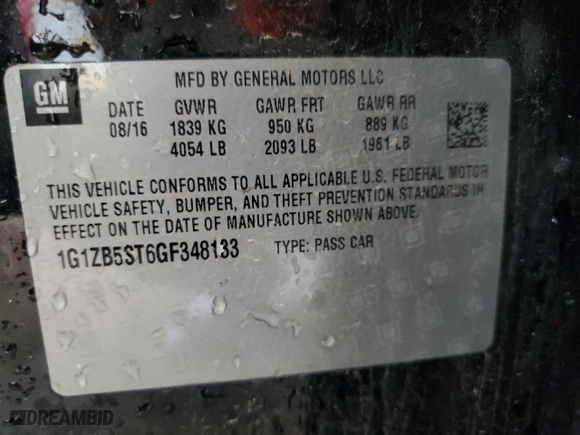 GM
MFD BY GENERAL MOTORS LLC
DATE GVWR GAWR FRT GAWR RR
08/16 1839 KG 950 KG 889 KG
4054 LB 2093 LB 1961 LB
THIS VEHICLE CONFORMS TO ALL APPLICABLE U.S. FEDERAL MOTOR
VEHICLE SAFETY, BUMPER, AND THEFT PREVENTION STANDARDS IN
EFFECT ON THE DATE OF MANUFACTURE SHOWN ABOVE.
1G1ZB5ST6GF348133 TYPE: PASS CAR
DREAMBID